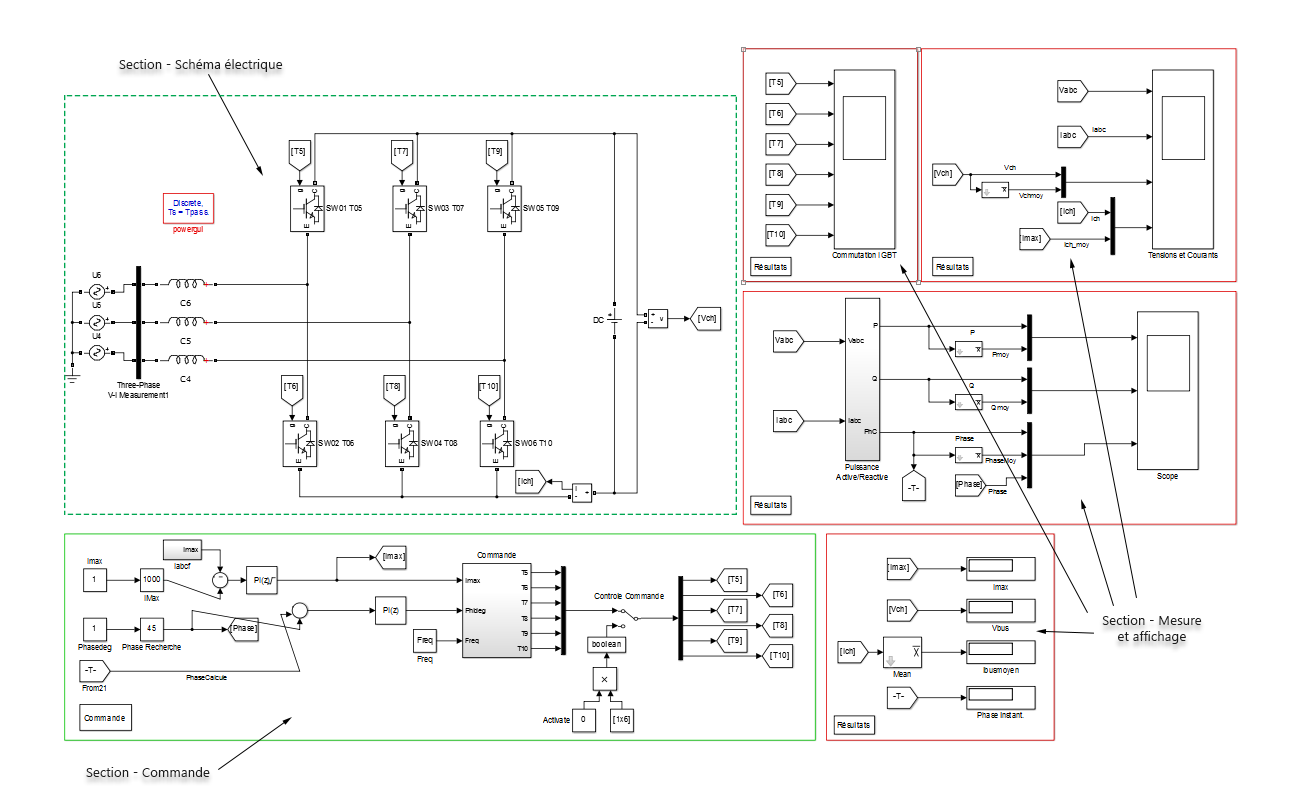 Section - Schéma électrique
[T5]
[T7]
[T9]
g
C
E
SW01 T05
g
C
E
SW03 T07
g
C
E
SW05 T09
Discrete,
Ts = Tpas s.
powergui
U6
U5
U4
C6
C5
C4
Three-Phase
V-I Measurement1
DC
+
-
v
[Vch]
[T6]
[T8]
[T10]
g
C
E
SW02 T06
g
C
E
SW04 T08
g
C
E
SW06 T10
[Ich]
i
-
+
[T5]
[T6]
[T7]
[T8]
[T9]
[T10]
Commutation IGBT
Résultats
Vabc
Iabc
Iabc
[Vch]
Vch
Vchmoy
[Ich]
Ich
[Imax]
Ich_moy
Tensions et Courants
Résultats
Vabc
Iabc
Vabc
Iabc
P
Q
PhC
Puissance
Active/Reactive
P
Pmoy
Q
Qmoy
Phase
PhaseMoy
-T-
[Phase]
Phase
Scope
Résultats
Imax
1
1000
IMax
Imax
Iabcf
PI(z)
[Imax]
Commande
Imax
Phideg
Freq
T5
T6
T7
T8
T9
T10
1
Phasedeg
45
Phase Recherche
[Phase]
PI(z)
Freq
Freq
-T-
From21
PhaseCalcule
Commande
Controle Commande
boolean
×
Activate
0
[1x6]
[T5]
[T6]
[T7]
[T8]
[T9]
[T10]
[Imax]
Imax
[Vch]
Vbus
[Ich]
Mean
Ibusmoyen
-T-
Phase Instant.
Résultats
Section - Mesure
et affichage
Section - Commande